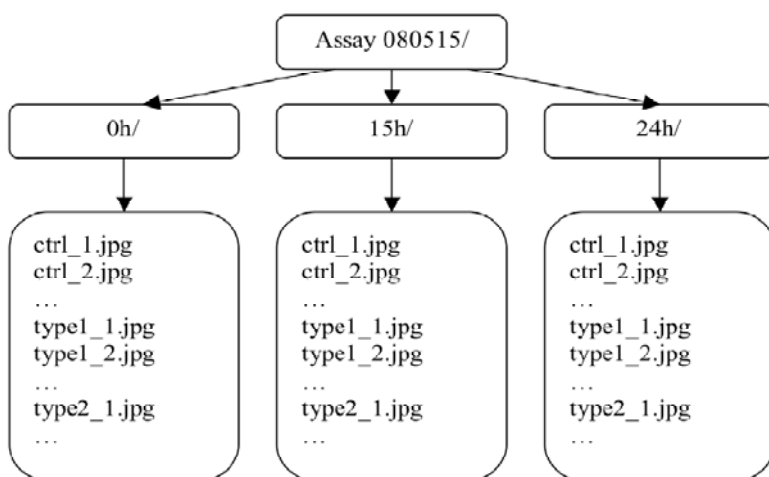 Assay 080515/
0h/
15h/
24h/
ctrl_1.jpg
ctrl_2.jpg
…
type1_1.jpg
type1_2.jpg
…
type2_1.jpg
…
ctrl_1.jpg
ctrl_2.jpg
…
type1_1.jpg
type1_2.jpg
…
type2_1.jpg
…
ctrl_1.jpg
ctrl_2.jpg
…
type1_1.jpg
type1_2.jpg
…
type2_1.jpg
…